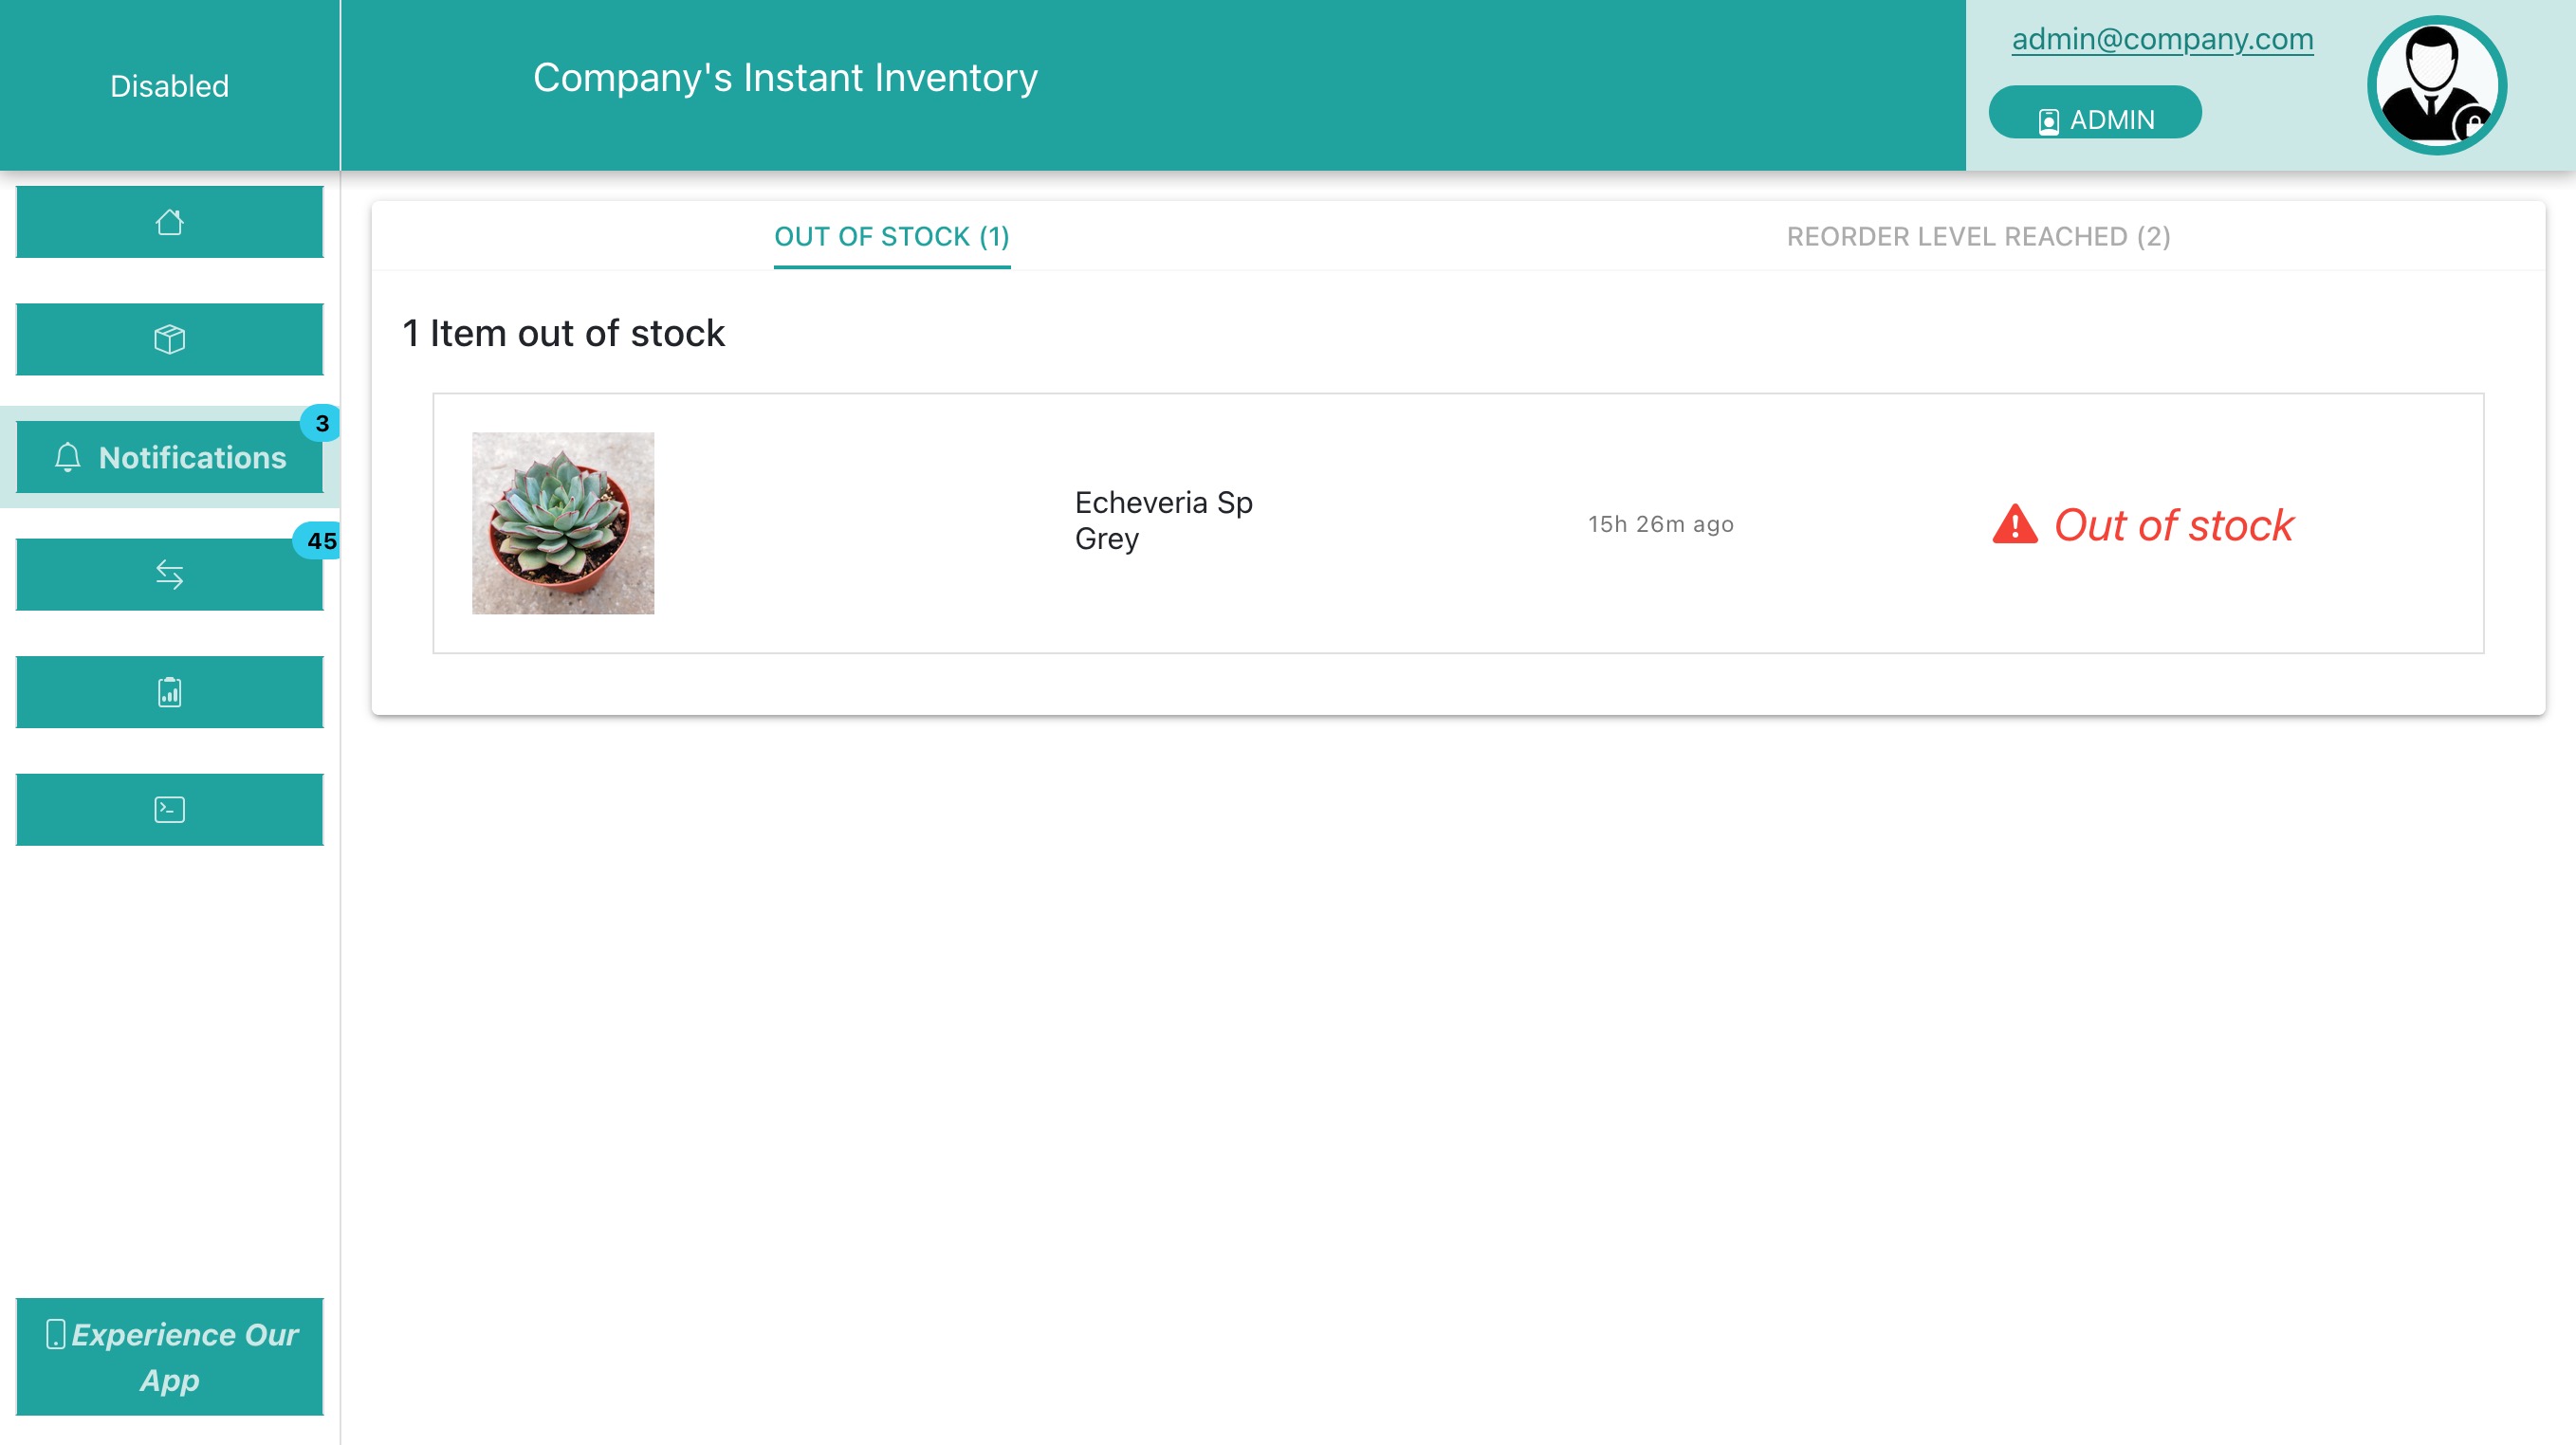 Disabled
Company's Instant Inventory
admin@company.com
ADMIN
OUT OF STOCK (1)
REORDER LEVEL REACHED (2)
1 Item out of stock
3
Notifications
Echeveria Sp
Grey
15h 26m ago
Out of stock
45
Experience Our
App